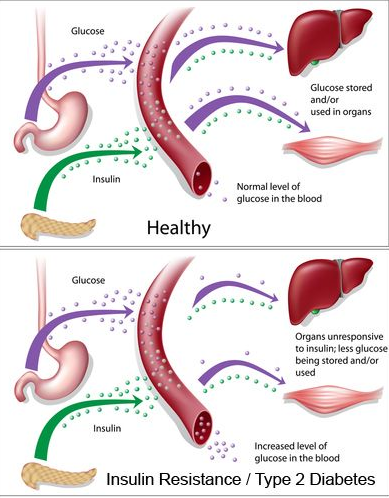 Glucose
Glucose stored
and/or
used in organs
Insulin
Normal level of
glucose in the blood
Healthy
Glucose
Organs unresponsive
to insulin; less glucose
being stored and/or
used
Insulin
Increased level of
glucose in the blood
Insulin Resistance / Type 2 Diabetes